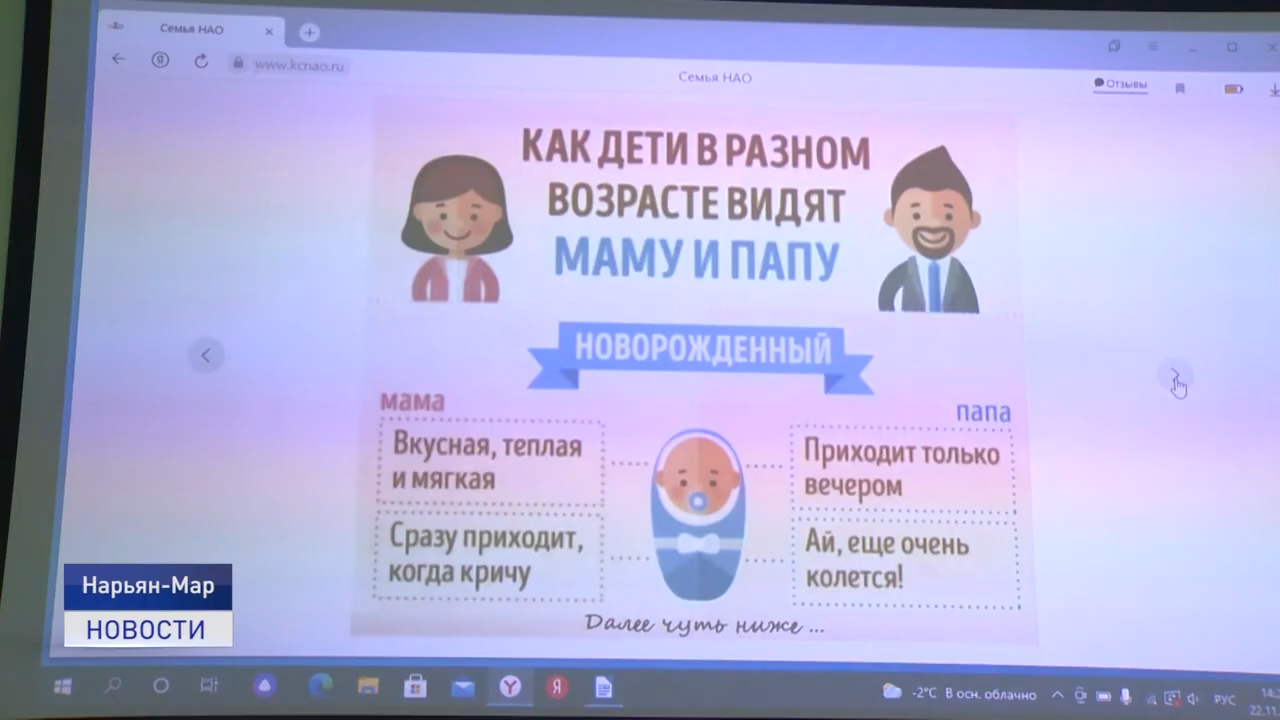 Семья НАО
www.kcnao.ru
Семья НАО
Отзывы
КАК ДЕТИ В РАЗНОМ
ВОЗРАСТЕ ВИДЯТ
МАМУ И ПАПУ
НОВОРОЖДЕННЫЙ
мама
папа
Вкусная, теплая
и мягкая
Приходит только
вечером
Сразу приходит,
когда кричу
Ай, еще очень
колется!
Далее чуть ниже ...
Нарьян-Мар
НОВОСТИ
-2°C В осн. облачно
РУС
22.11